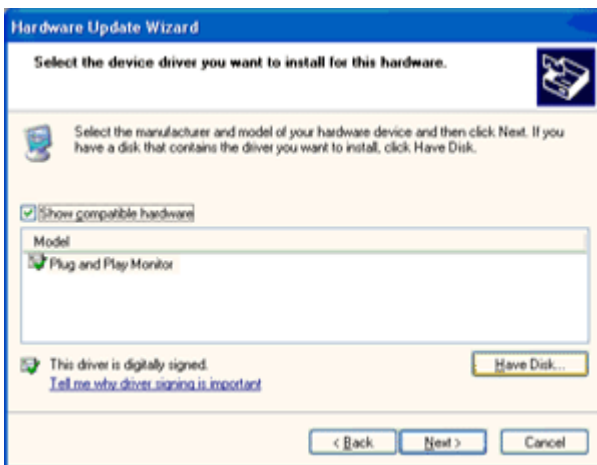 Hardware Update Wizard
Select the device driver you want to install for this hardware.
Select the manufacturer and model of your hardware device and then click Next. If you
have a disk that contains the driver you want to install, click Have Disk.
Show compatible hardware
Model
Plug and Play Monitor
This driver is digitally signed.
Have Disk...
Tell me why driver signing is important
< Back
Next >
Cancel